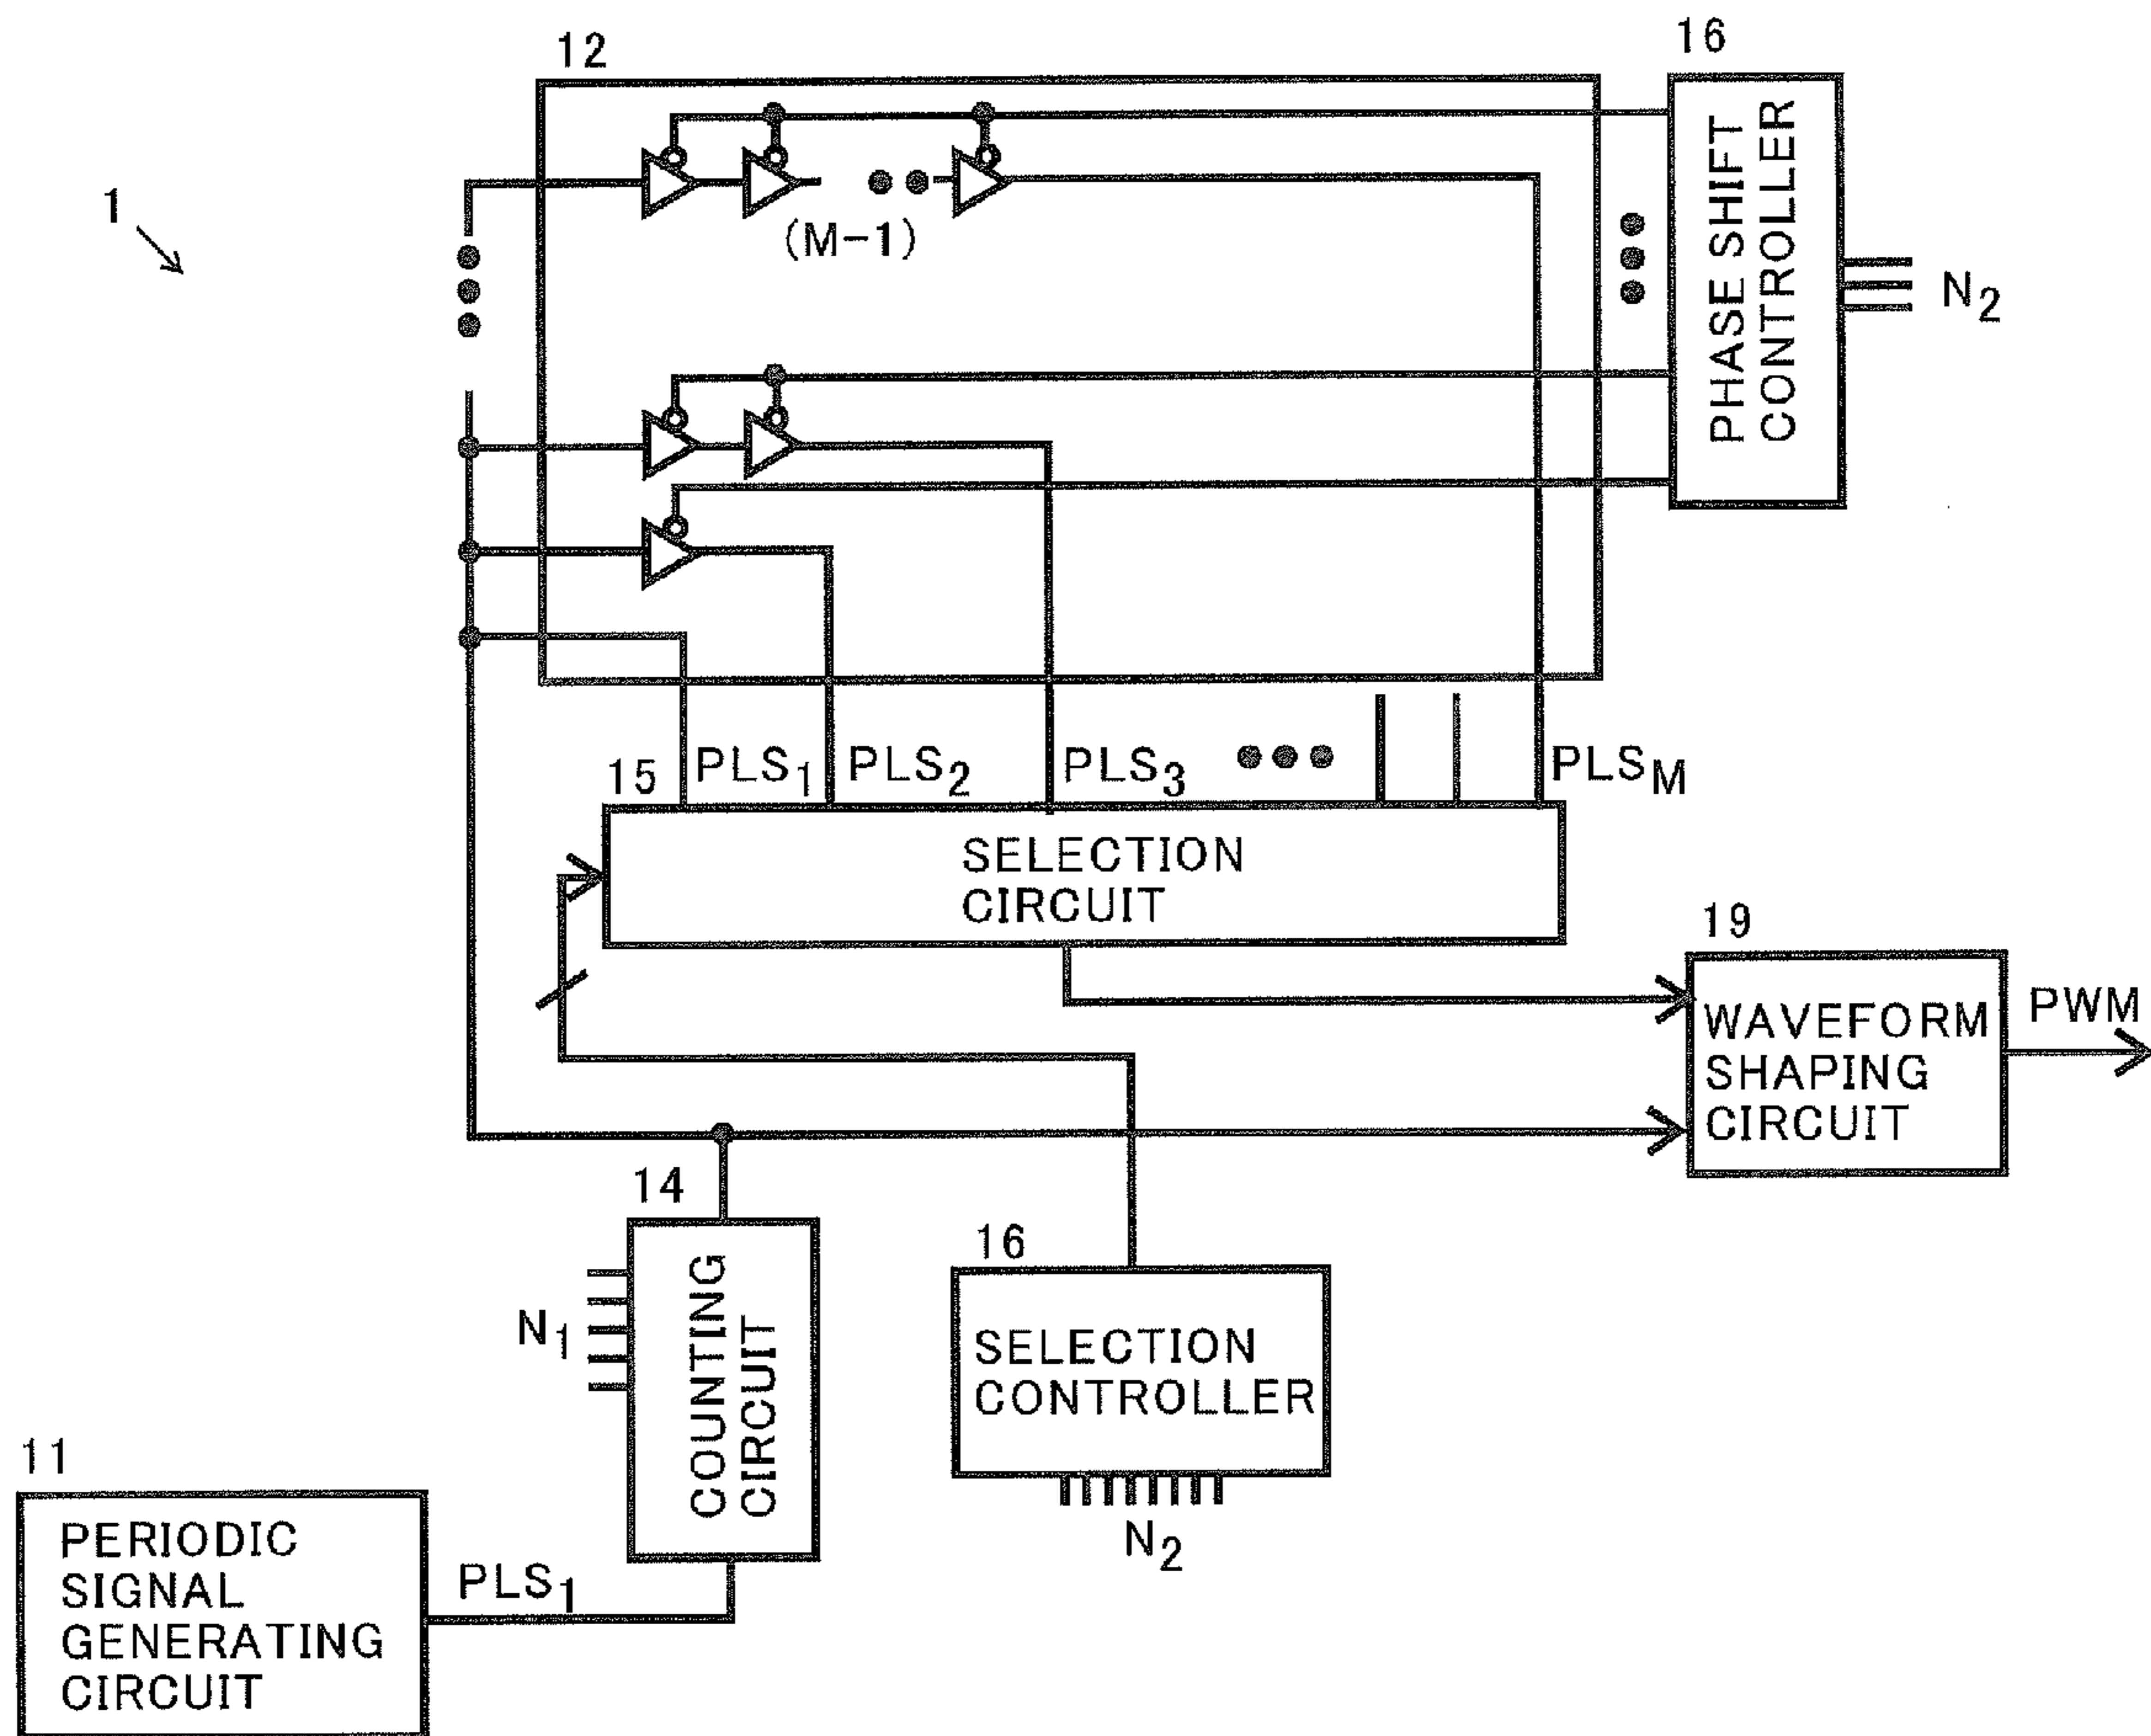 12
16
1
(M-1)
PHASE SHIFT
CONTROLLER
N2
15
PLS1
PLS2
PLS3
PLSM
SELECTION
CIRCUIT
19
WAVEFORM
SHAPING
CIRCUIT
PWM
14
N1
COUNTING
CIRCUIT
16
SELECTION
CONTROLLER
N2
11
PERIODIC
SIGNAL
GENERATING
CIRCUIT
PLS1